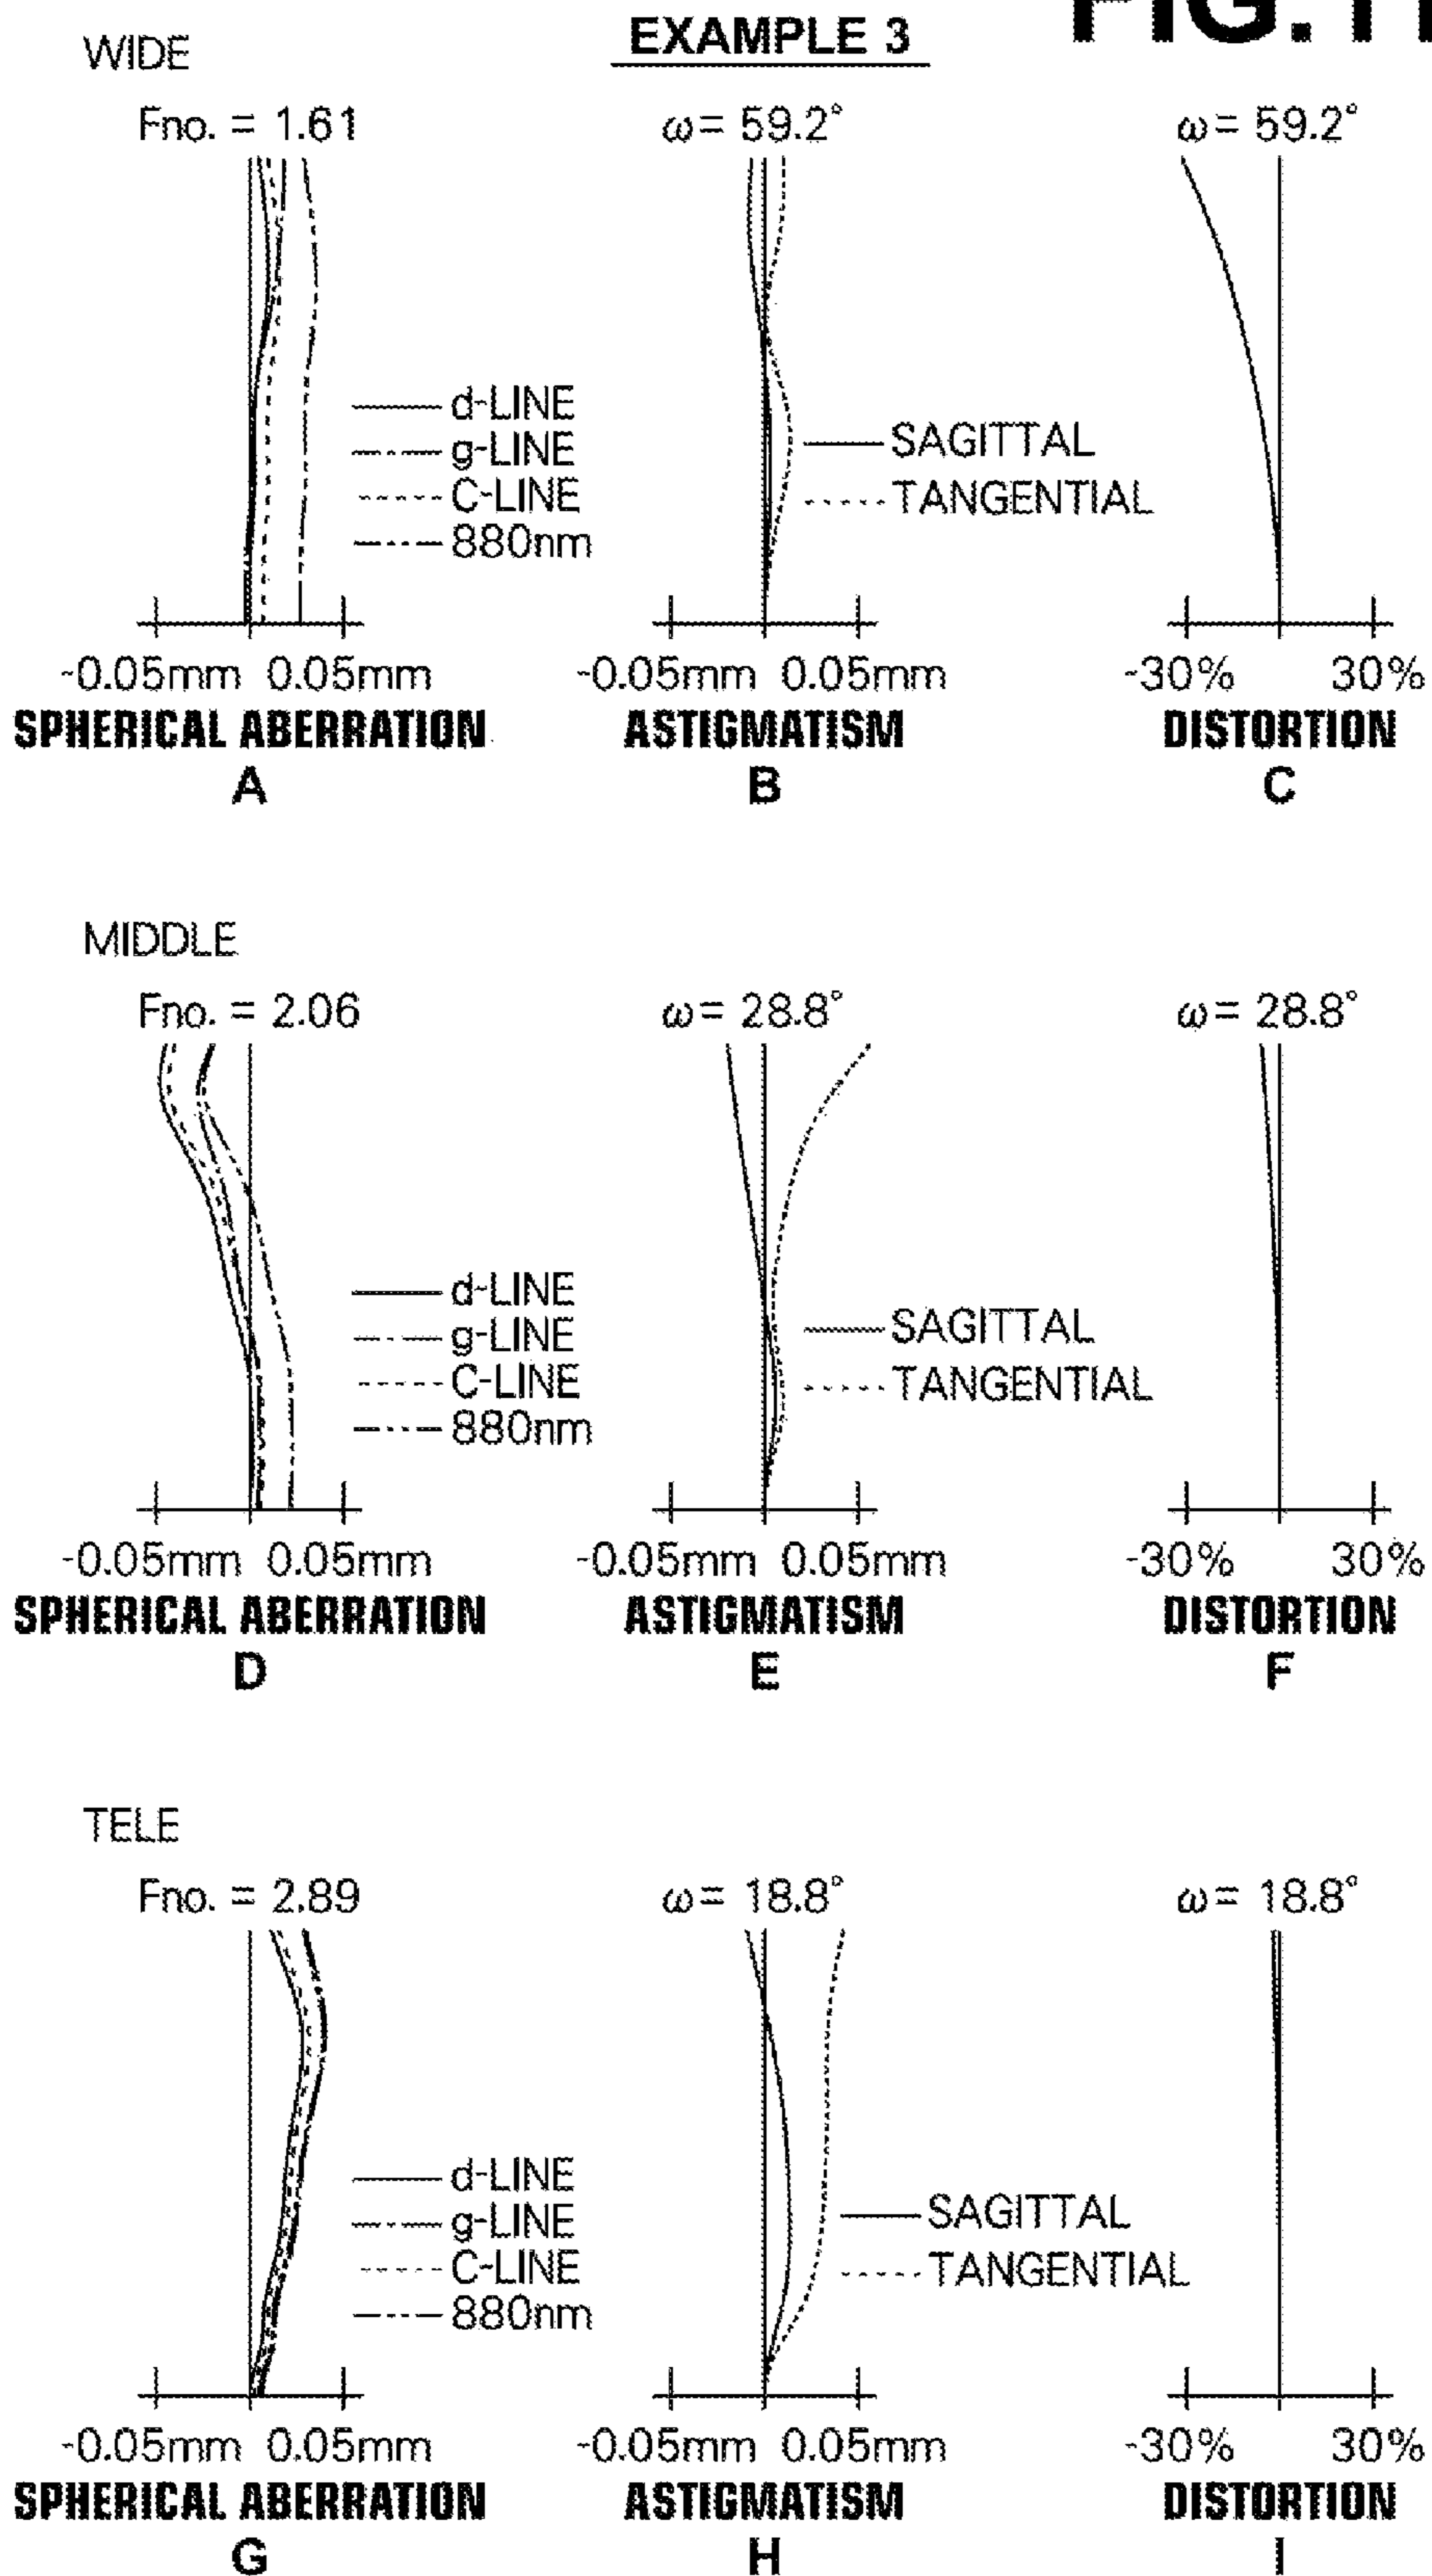 FIG.11
EXAMPLE 3
WIDE
Fno. = 1.61
ω= 59.2°
ω= 59.2°
d-LINE
g-LINE
C-LINE
880nm
SAGITTAL
TANGENTIAL
-0.05mm 0.05mm
-0.05mm 0.05mm
-30% 30%
SPHERICAL ABERRATION
ASTIGMATISM
DISTORTION
A
B
C
MIDDLE
Fno. = 2.06
ω= 28.8°
ω= 28.8°
d-LINE
g-LINE
C-LINE
880nm
SAGITTAL
TANGENTIAL
-0.05mm 0.05mm
-0.05mm 0.05mm
-30% 30%
SPHERICAL ABERRATION
ASTIGMATISM
DISTORTION
D
E
F
TELE
Fno. = 2.89
ω= 18.8°
ω= 18.8°
d-LINE
g-LINE
C-LINE
880nm
SAGITTAL
TANGENTIAL
-0.05mm 0.05mm
-0.05mm 0.05mm
-30% 30%
SPHERICAL ABERRATION
ASTIGMATISM
DISTORTION
G
H
I